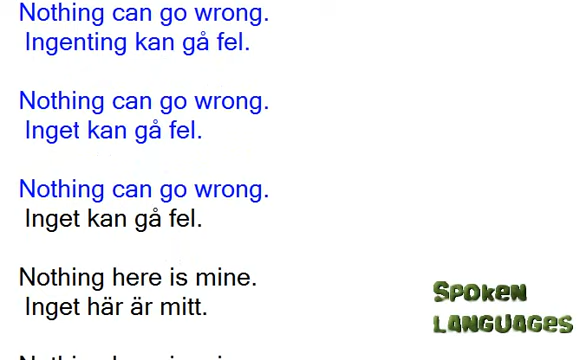 Nothing can go wrong.
Ingenting kan gå fel.
Nothing can go wrong.
Inget kan gå fel.
Nothing can go wrong.
Inget kan gå fel.
Nothing here is mine.
Inget här är mitt.
Spoken
Languages